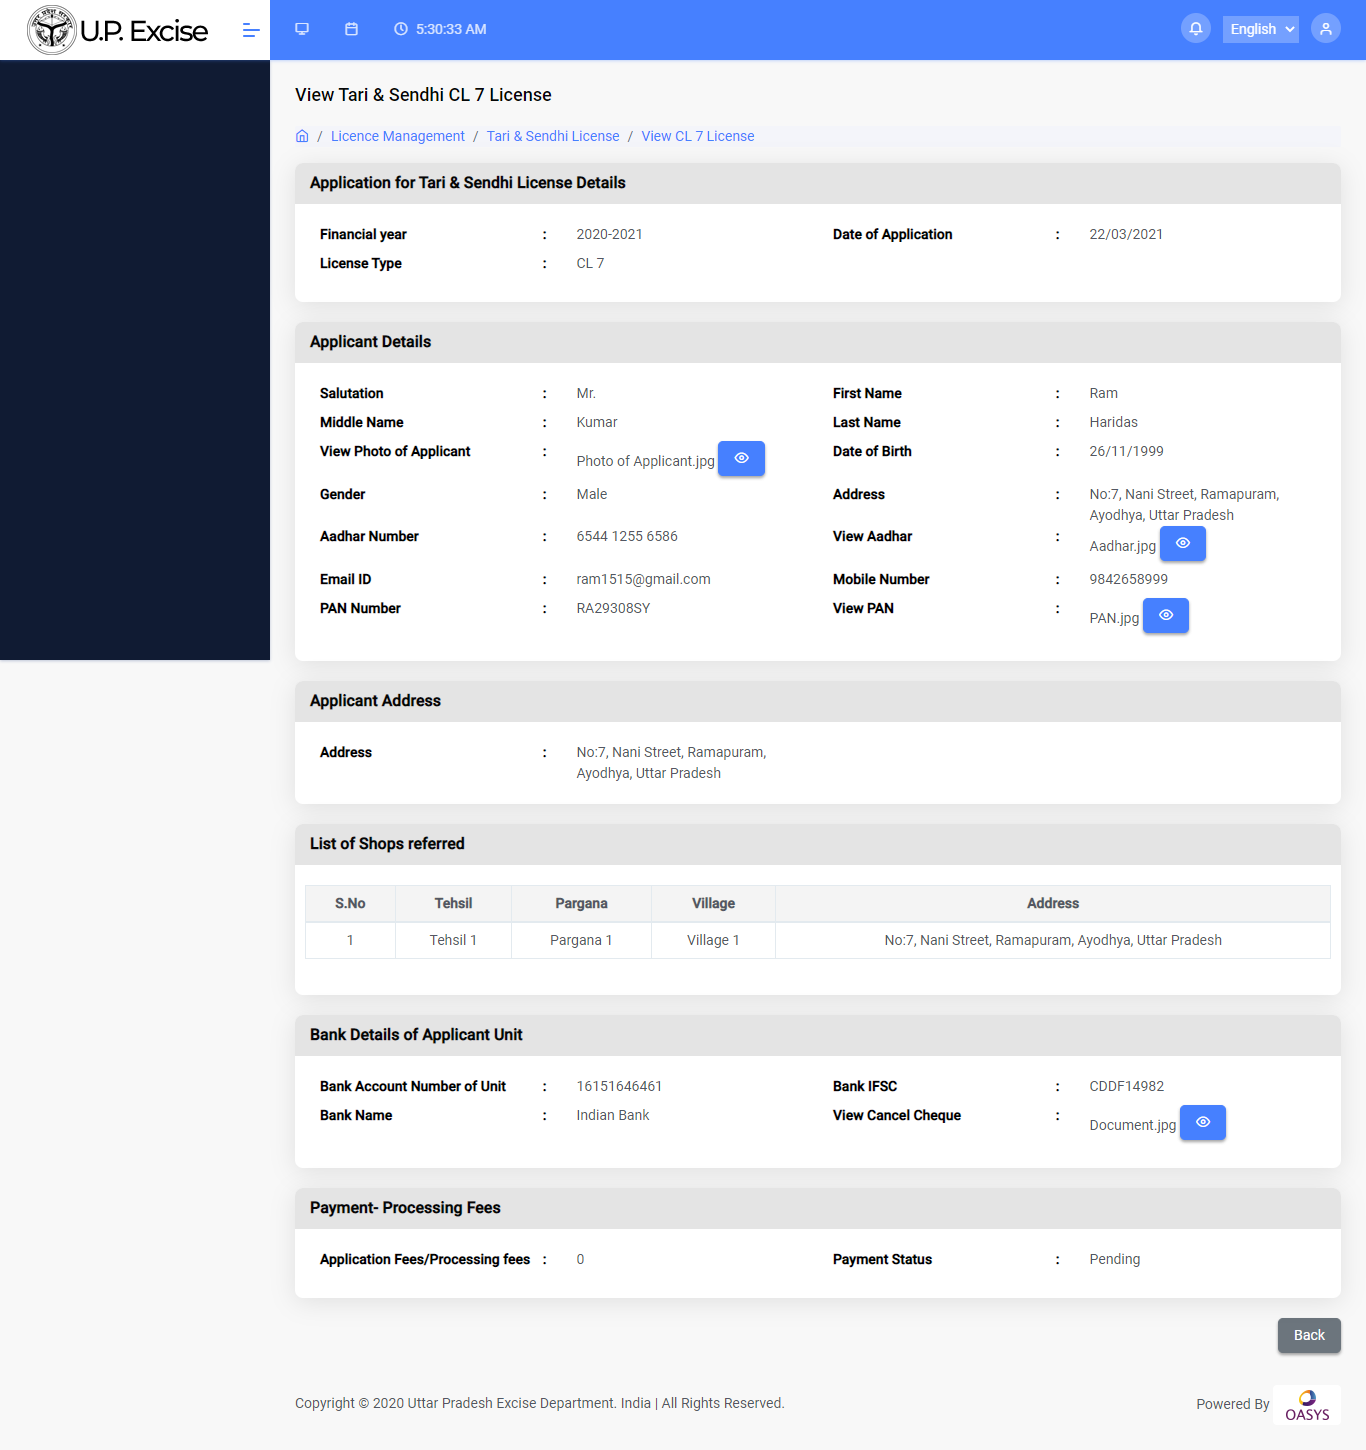 U.P. Excise
5:30:33 AM
English
View Tari & Sendhi CL 7 License
/ Licence Management / Tari & Sendhi License / View CL 7 License
Application for Tari & Sendhi License Details
Financial year : 2020-2021 Date of Application : 22/03/2021
License Type : CL 7
Applicant Details
Salutation : Mr. First Name : Ram
Middle Name : Kumar Last Name : Haridas
View Photo of Applicant : Photo of Applicant.jpg Date of Birth : 26/11/1999
Gender : Male Address : No:7, Nani Street, Ramapuram,
Ayodhya, Uttar Pradesh
Aadhar Number : 6544 1255 6586 View Aadhar : Aadhar.jpg
Email ID : ram1515@gmail.com Mobile Number : 9842658999
PAN Number : RA29308SY View PAN : PAN.jpg
Applicant Address
Address : No:7, Nani Street, Ramapuram,
Ayodhya, Uttar Pradesh
List of Shops referred
S.No Tehsil Pargana Village Address
1 Tehsil 1 Pargana 1 Village 1 No:7, Nani Street, Ramapuram, Ayodhya, Uttar Pradesh
Bank Details of Applicant Unit
Bank Account Number of Unit : 16151646461 Bank IFSC : CDDF14982
Bank Name : Indian Bank View Cancel Cheque : Document.jpg
Payment- Processing Fees
Application Fees/Processing fees : 0 Payment Status : Pending
Back
Copyright © 2020 Uttar Pradesh Excise Department. India | All Rights Reserved.
Powered By OASYS